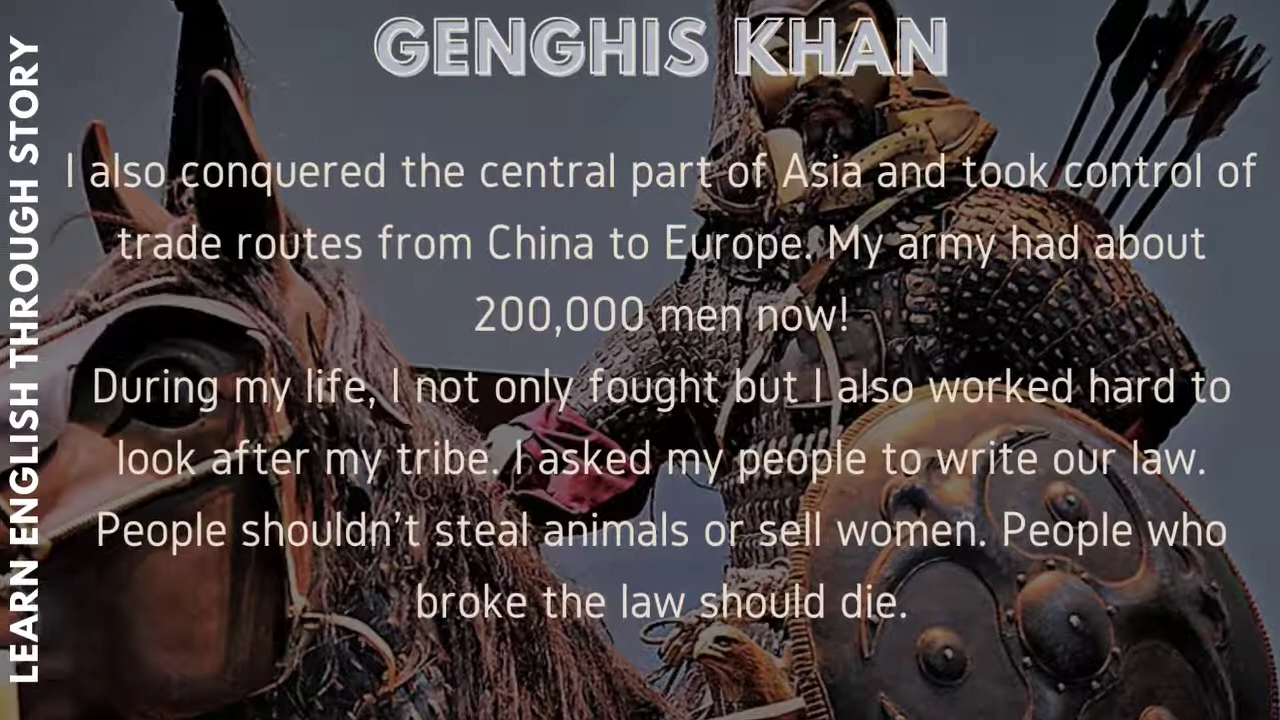 GENGHIS KHAN
LEARN ENGLISH THROUGH STORY
I also conquered the central part of Asia and took control of
trade routes from China to Europe. My army had about
200,000 men now!
During my life, I not only fought but I also worked hard to
look after my tribe. I asked my people to write our law.
People shouldn't steal animals or sell women. People who
broke the law should die.